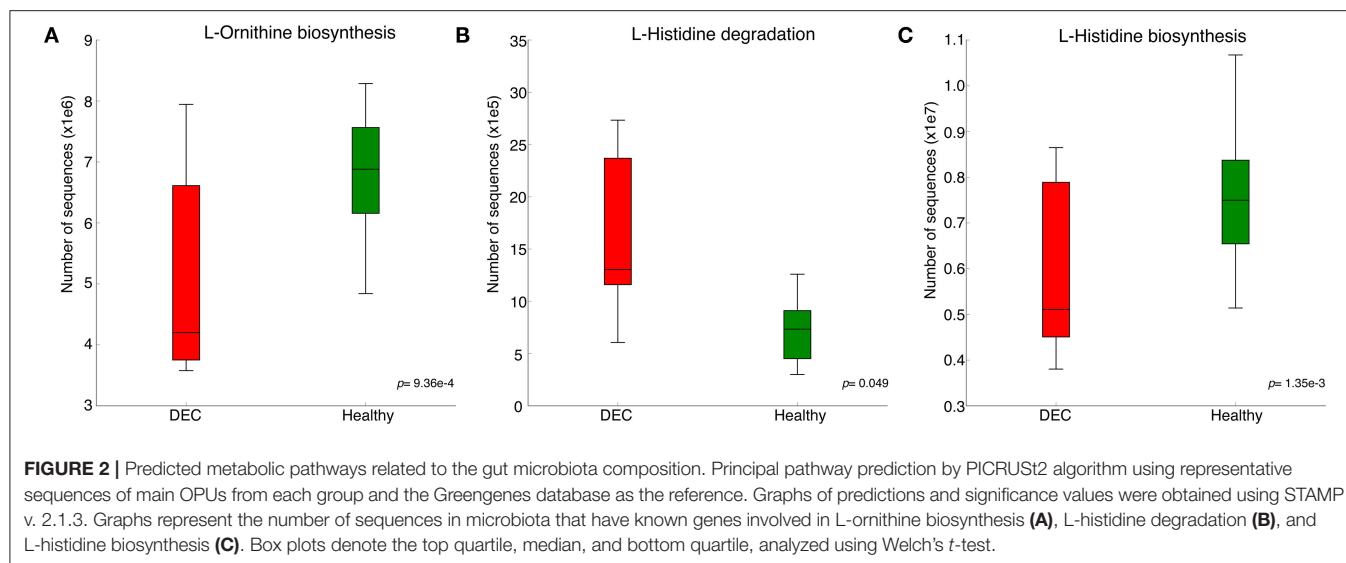 A
L-Ornithine biosynthesis
9
8
7
6
5
4
3
Number of sequences (x1e6)
p= 9.36e-4
DEC
Healthy
B
L-Histidine degradation
35
30
25
20
15
10
5
0
Number of sequences (x1e5)
p= 0.049
DEC
Healthy
C
L-Histidine biosynthesis
1.1
1.0
0.9
0.8
0.7
0.6
0.5
0.4
0.3
Number of sequences (x1e7)
p= 1.35e-3
DEC
Healthy
FIGURE 2 | Predicted metabolic pathways related to the gut microbiota composition. Principal pathway prediction by PICRUSt2 algorithm using representative
sequences of main OPUs from each group and the Greengenes database as the reference. Graphs of predictions and significance values were obtained using STAMP
v. 2.1.3. Graphs represent the number of sequences in microbiota that have known genes involved in L-ornithine biosynthesis (A), L-histidine degradation (B), and
L-histidine biosynthesis (C). Box plots denote the top quartile, median, and bottom quartile, analyzed using Welch's t-test.